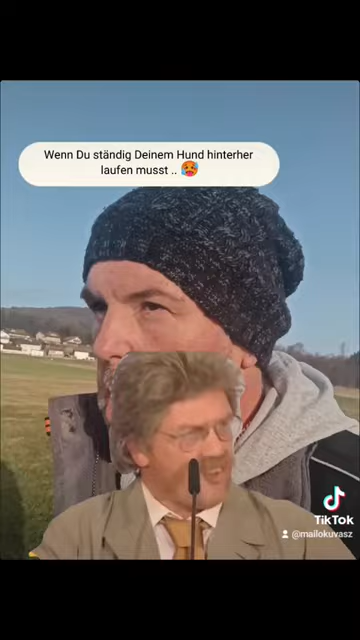 Wenn Du ständig Deinem Hund hinterher
laufen musst .. 🥵
TikTok
@mailokuvasz